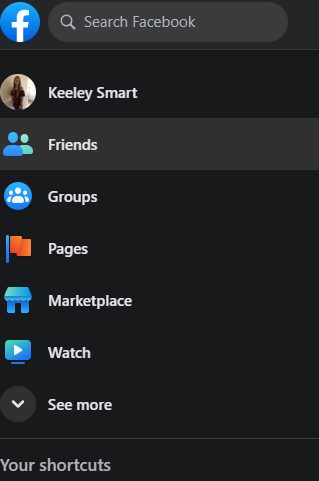 Search Facebook
Keeley Smart
Friends
Groups
Pages
Marketplace
Watch
See more
Your shortcuts